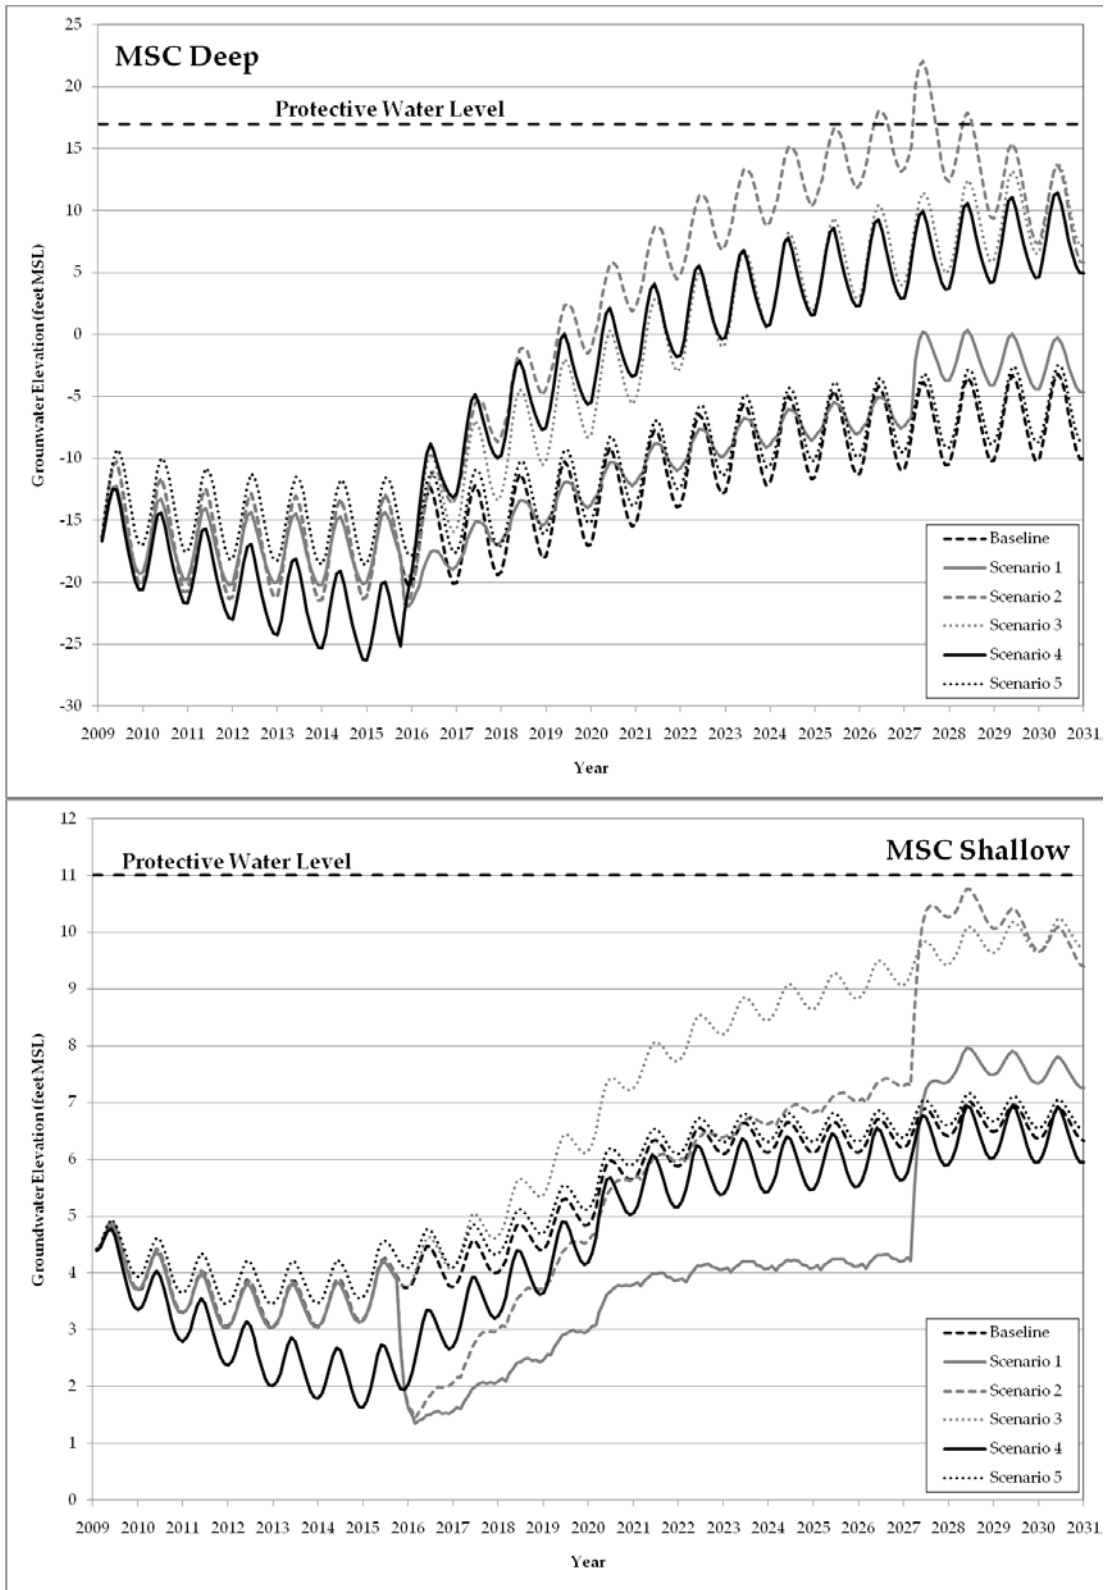 MSC Deep
Protective Water Level
Grounwater Elevation (feet MSL)
25
20
15
10
5
0
-5
-10
-15
-20
-25
-30
Baseline
Scenario 1
Scenario 2
Scenario 3
Scenario 4
Scenario 5
2009 2010 2011 2012 2013 2014 2015 2016 2017 2018 2019 2020 2021 2022 2023 2024 2025 2026 2027 2028 2029 2030 2031
Year
MSC Shallow
Protective Water Level
Groundwater Elevation (feet MSL)
12
11
10
9
8
7
6
5
4
3
2
1
0
Baseline
Scenario 1
Scenario 2
Scenario 3
Scenario 4
Scenario 5
2009 2010 2011 2012 2013 2014 2015 2016 2017 2018 2019 2020 2021 2022 2023 2024 2025 2026 2027 2028 2029 2030 2031
Year